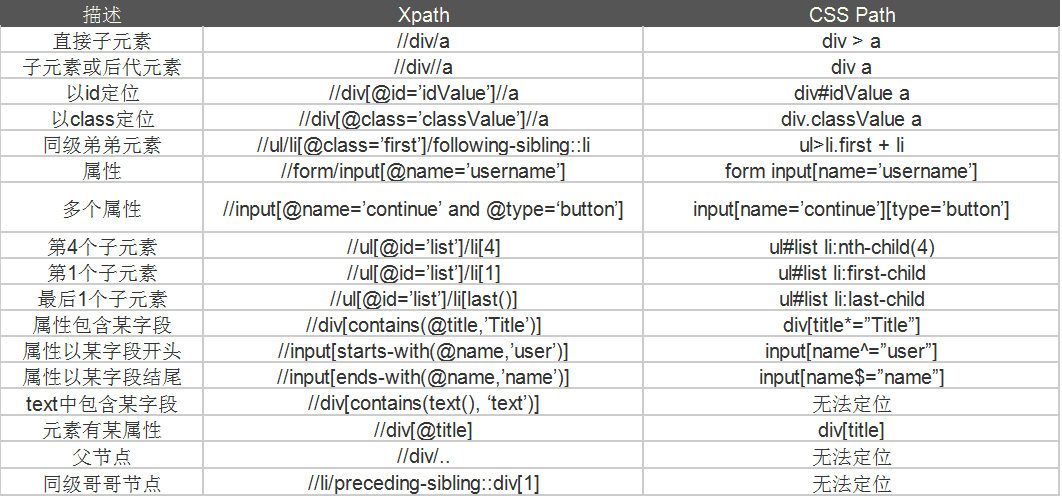 描述 Xpath CSS Path
直接子元素 //div/a div > a
子元素或后代元素 //div//a div a
以id定位 //div[@id=’idValue’]//a div#idValue a
以class定位 //div[@class=’classValue’]//a div.classValue a
同级弟弟元素 //ul/li[@class=’first’]/following-sibling::li ul>li.first + li
属性 //form/input[@name=’username’] form input[name=’username’]
多个属性 //input[@name=’continue’ and @type=‘button’] input[name=’continue’][type=’button’]
第4个子元素 //ul[@id=’list’]/li[4] ul#list li:nth-child(4)
第1个子元素 //ul[@id=’list’]/li[1] ul#list li:first-child
最后1个子元素 //ul[@id=’list’]/li[last()] ul#list li:last-child
属性包含某字段 //div[contains(@title,’Title’)] div[title*=”Title”]
属性以某字段开头 //input[starts-with(@name,’user’)] input[name^=”user”]
属性以某字段结尾 //input[ends-with(@name,’name’)] input[name$=”name”]
text中包含某字段 //div[contains(text(), ‘text’)] 无法定位
元素有某属性 //div[@title] div[title]
父节点 //div/.. 无法定位
同级哥哥节点 //li/preceding-sibling::div[1] 无法定位